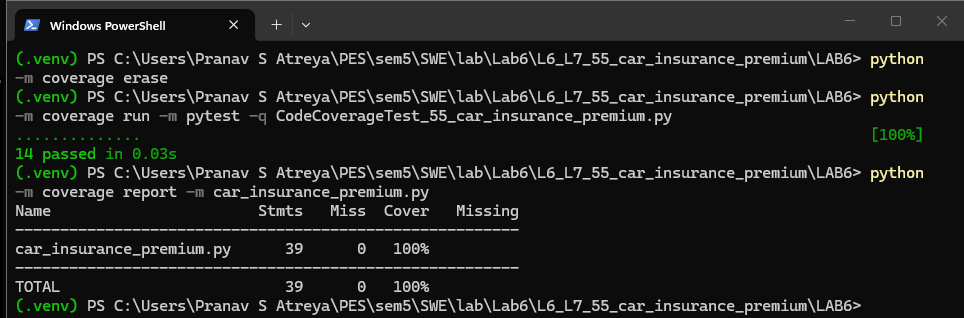 Windows PowerShell
(.venv) PS C:\Users\Pranav S Atreya\PES\sem5\SWE\lab\Lab6\L6_L7_55_car_insurance_premium\LAB6> python
-m coverage erase
(.venv) PS C:\Users\Pranav S Atreya\PES\sem5\SWE\lab\Lab6\L6_L7_55_car_insurance_premium\LAB6> python
-m coverage run -m pytest -q CodeCoverageTest_55_car_insurance_premium.py
.............. [100%]
14 passed in 0.03s
(.venv) PS C:\Users\Pranav S Atreya\PES\sem5\SWE\lab\Lab6\L6_L7_55_car_insurance_premium\LAB6> python
-m coverage report -m car_insurance_premium.py
Name Stmts Miss Cover Missing
--------------------------------------------------------
car_insurance_premium.py 39 0 100%
--------------------------------------------------------
TOTAL 39 0 100%
(.venv) PS C:\Users\Pranav S Atreya\PES\sem5\SWE\lab\Lab6\L6_L7_55_car_insurance_premium\LAB6>